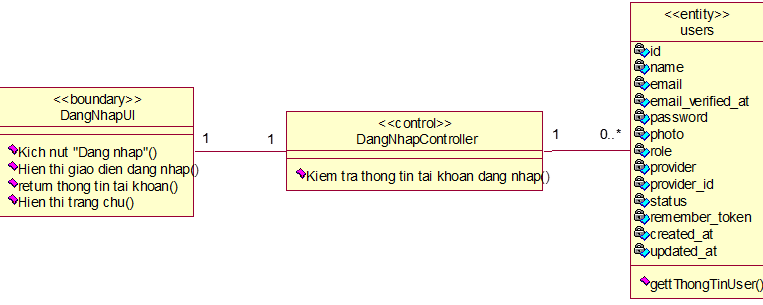 <<boundary>>
DangNhapUI
Kich nut "Dang nhap"()
Hien thi giao dien dang nhap()
return thong tin tai khoan()
Hien thi trang chu()
1
1
<<control>>
DangNhapController
Kiem tra thong tin tai khoan dang nhap()
1
0..*
<<entity>>
users
id
name
email
email_verified_at
password
photo
role
provider
provider_id
status
remember_token
created_at
updated_at
gettThongTinUser()